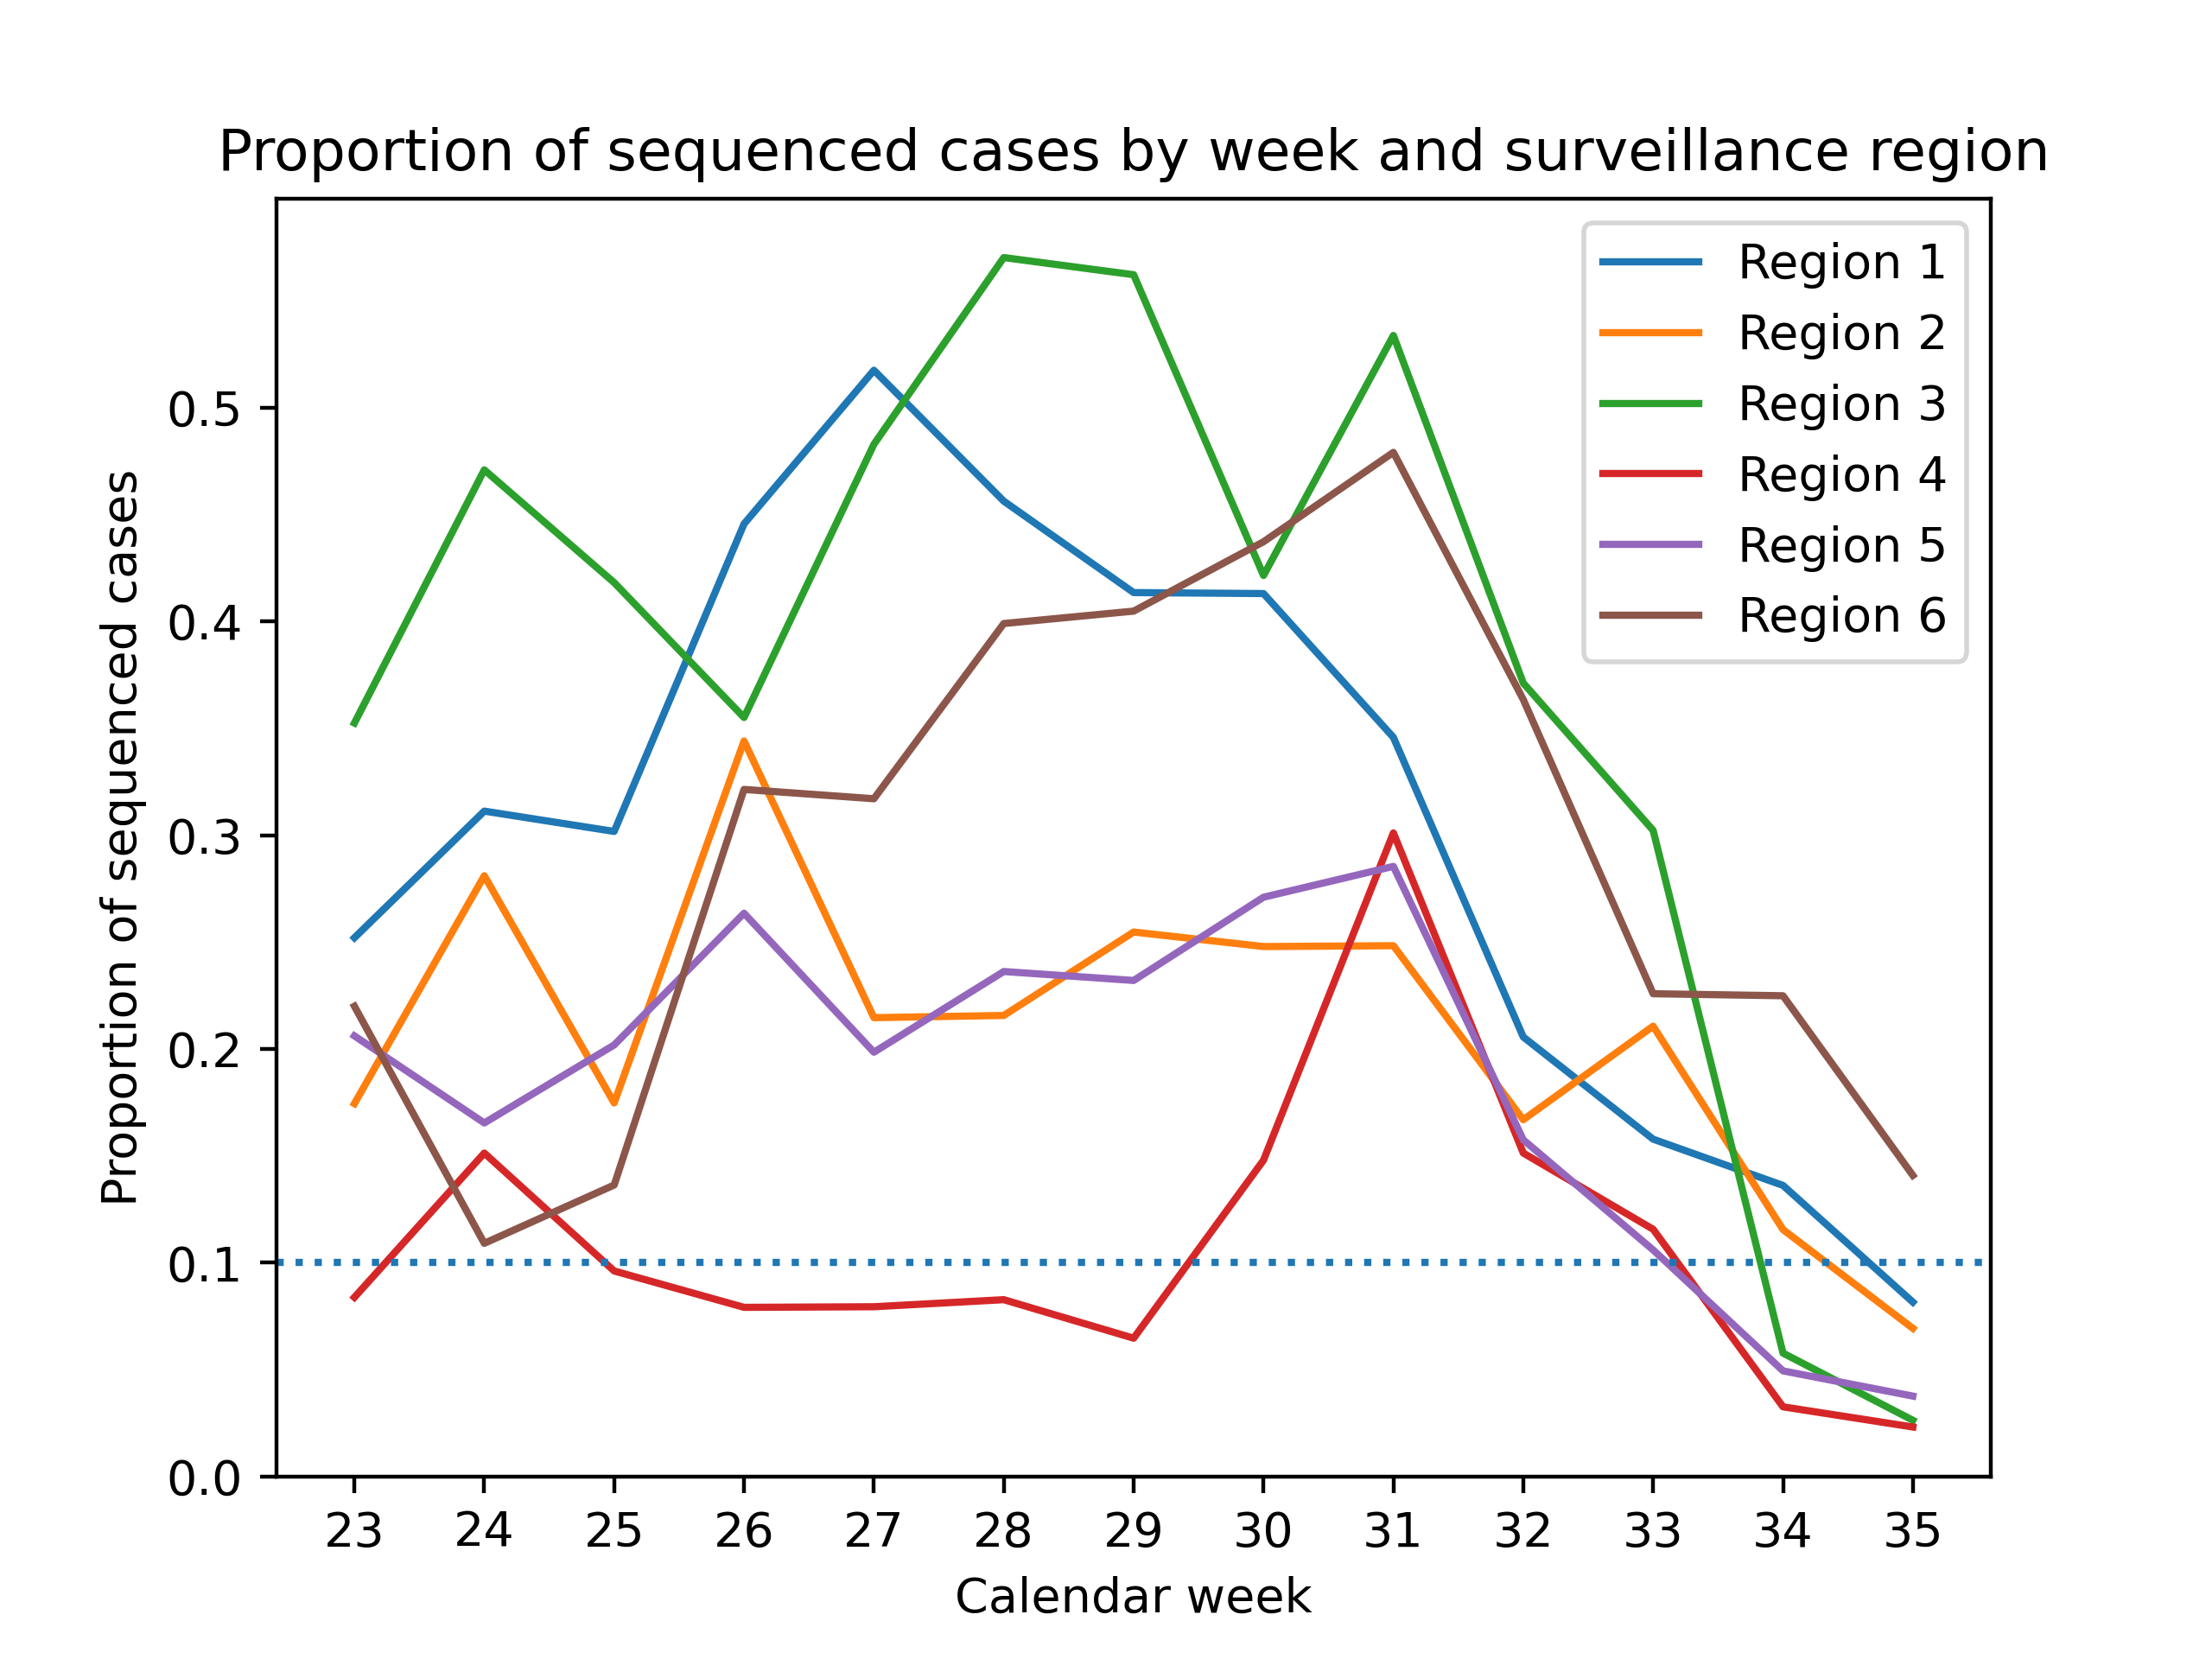 Proportion of sequenced cases by week and surveillance region
Region 1
Region 2
Region 3
Region 4
Region 5
Region 6
Proportion of sequenced cases
0.5
0.4
0.3
0.2
0.1
0.0
23 24 25 26 27 28 29 30 31 32 33 34 35
Calendar week